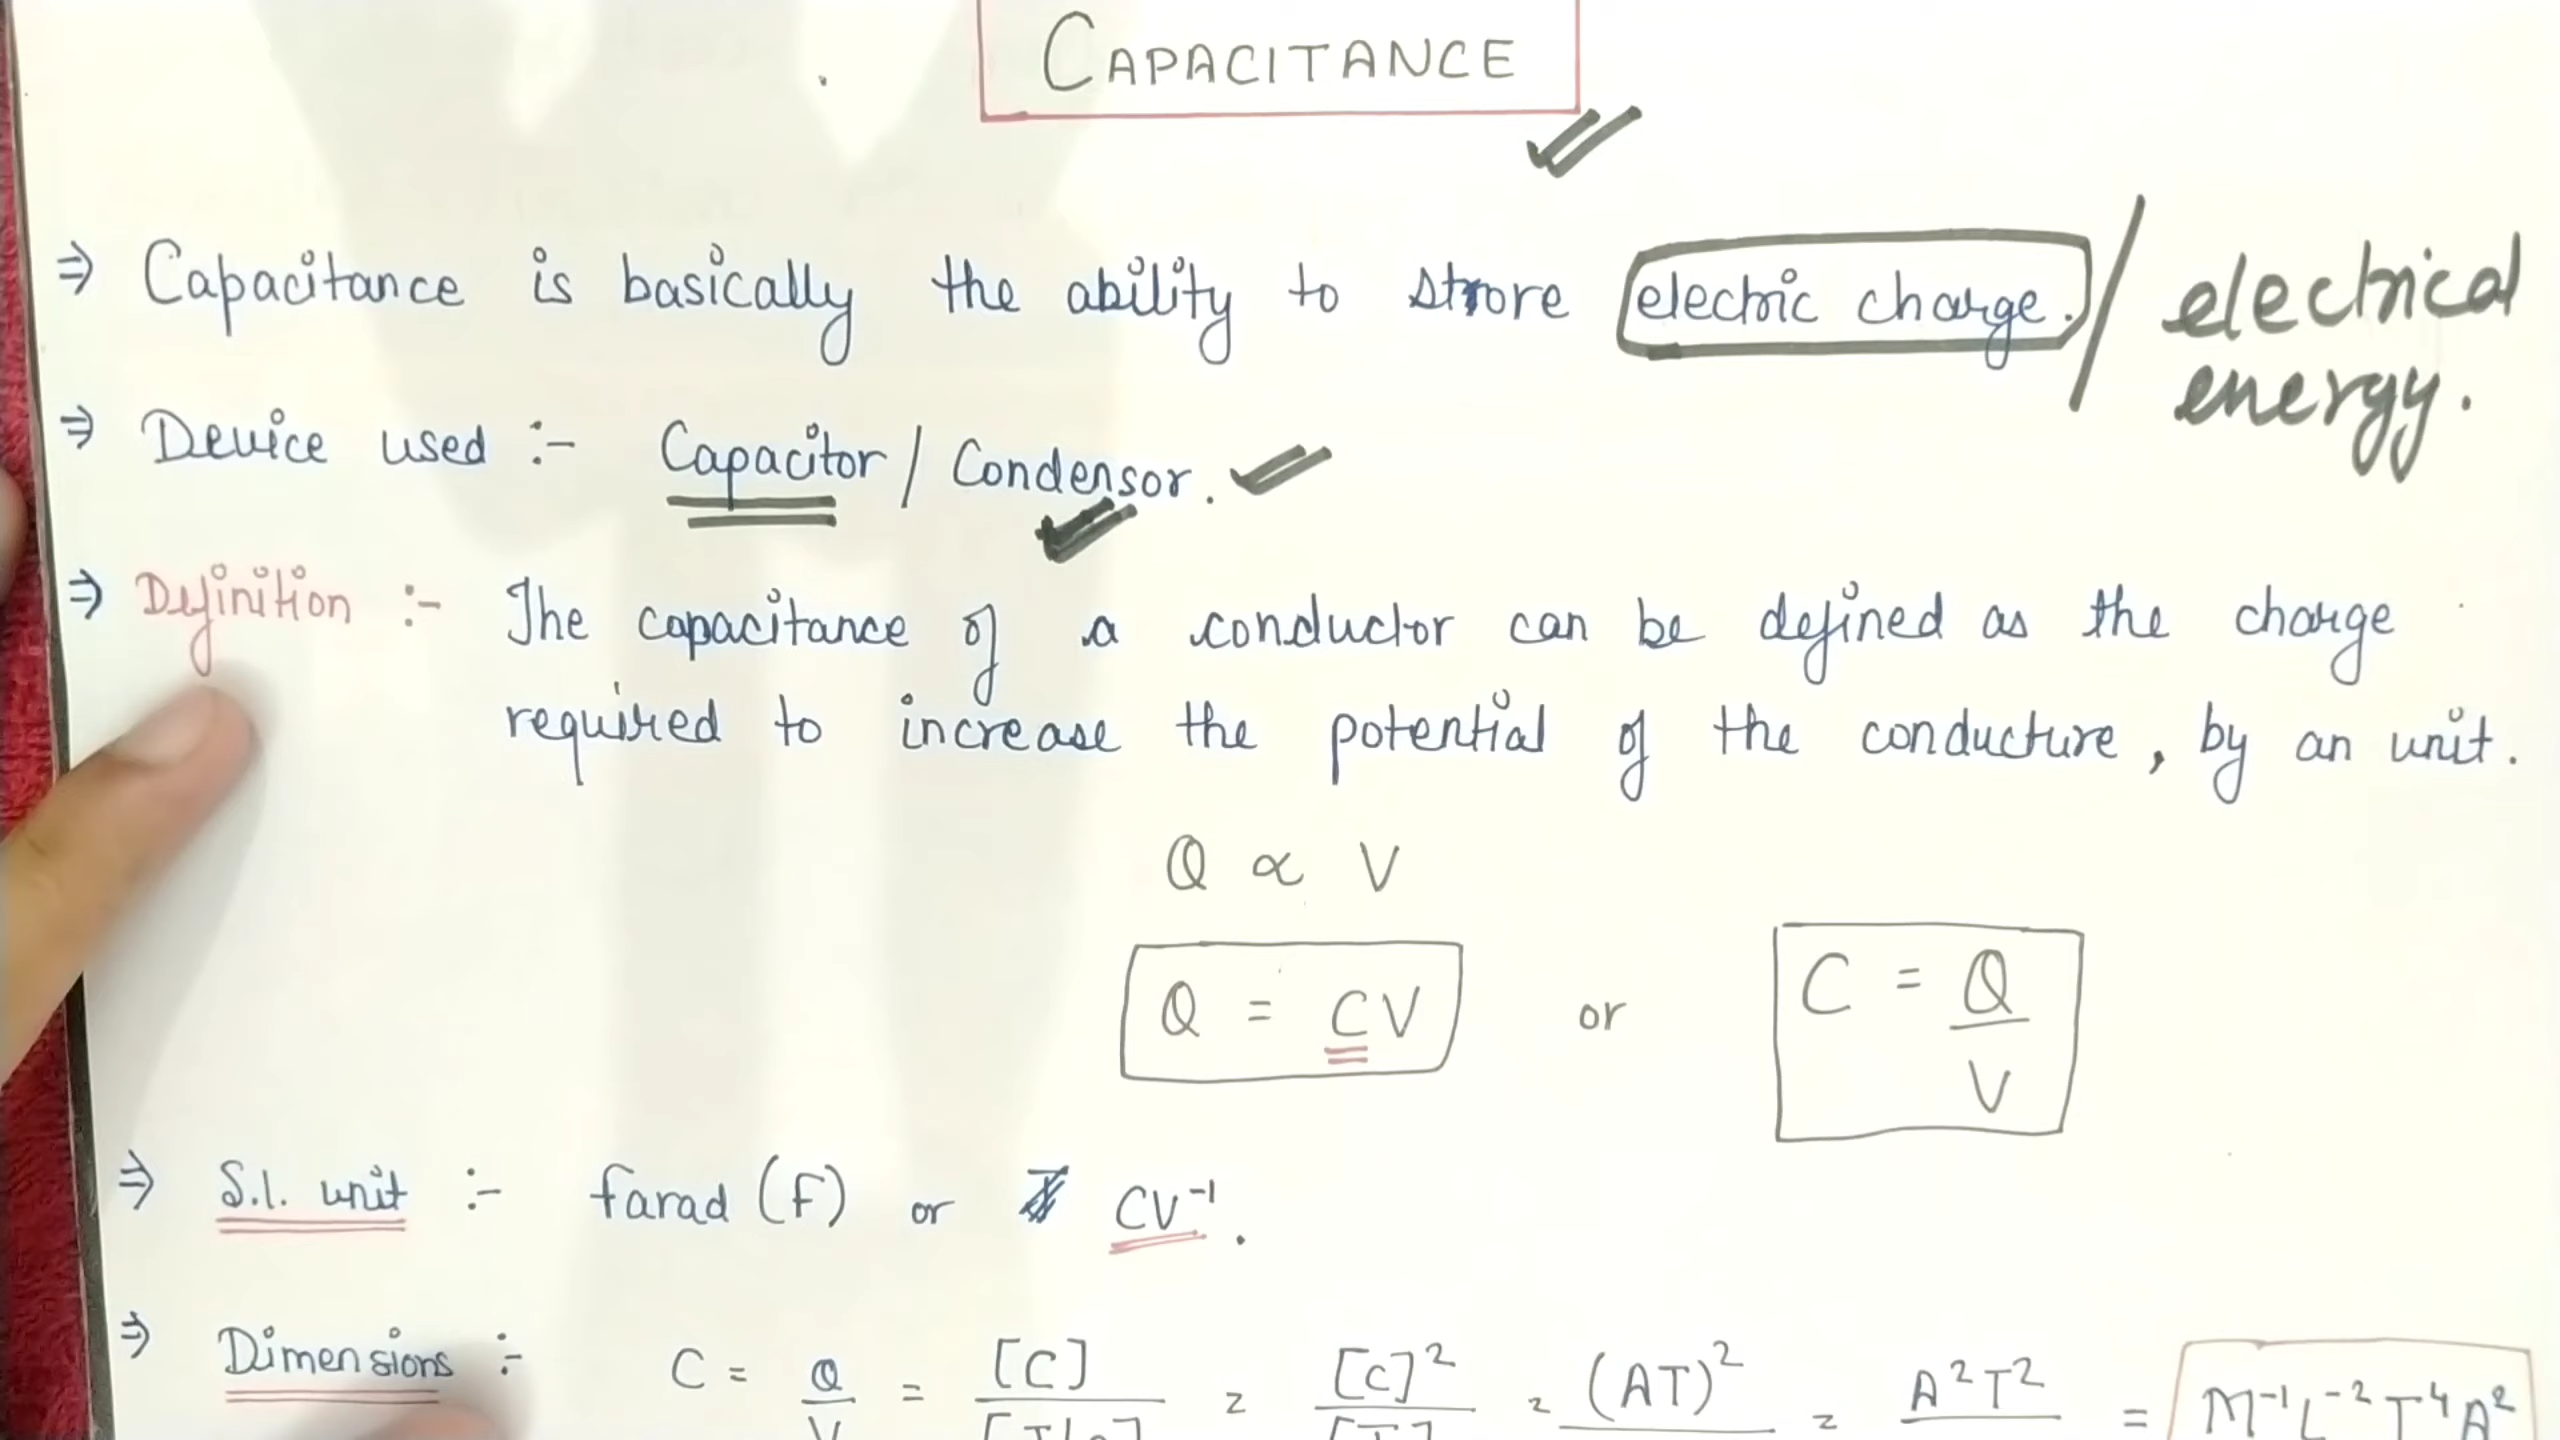 CAPACITANCE
⇒ Capacitance is basically the ability to strore electric charge. / electrical
energy.
⇒ Device used :- Capacitor / Condensor.
⇒ Definition :- The capacitance of a conductor can be defined as the charge
required to increase the potential of the conducture, by an unit.
Q ∝ V
Q = CV or C = Q/V
⇒ S.I. unit :- farad (F) or CV⁻¹.
⇒ Dimensions :- C = Q/V = [C]/[J/C] = [C]²/[J] = (AT)² = A²T² = M⁻¹L⁻²T⁴A²